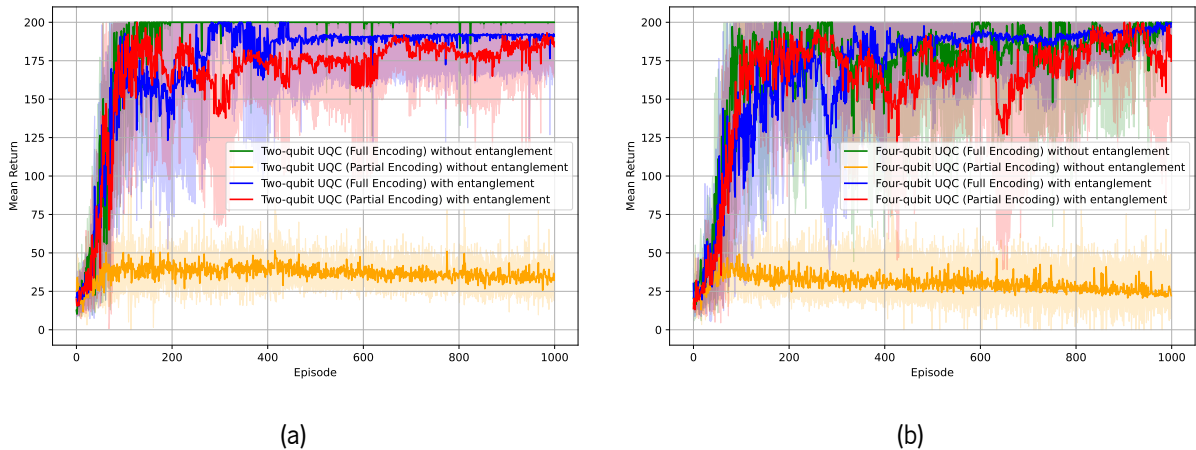 200
175
150
125
100
75
50
25
0
Mean Return
0
200
400
600
800
1000
Episode
Two-qubit UQC (Full Encoding) without entanglement
Two-qubit UQC (Partial Encoding) without entanglement
Two-qubit UQC (Full Encoding) with entanglement
Two-qubit UQC (Partial Encoding) with entanglement
(a)
200
175
150
125
100
75
50
25
0
Mean Return
0
200
400
600
800
1000
Episode
Four-qubit UQC (Full Encoding) without entanglement
Four-qubit UQC (Partial Encoding) without entanglement
Four-qubit UQC (Full Encoding) with entanglement
Four-qubit UQC (Partial Encoding) with entanglement
(b)